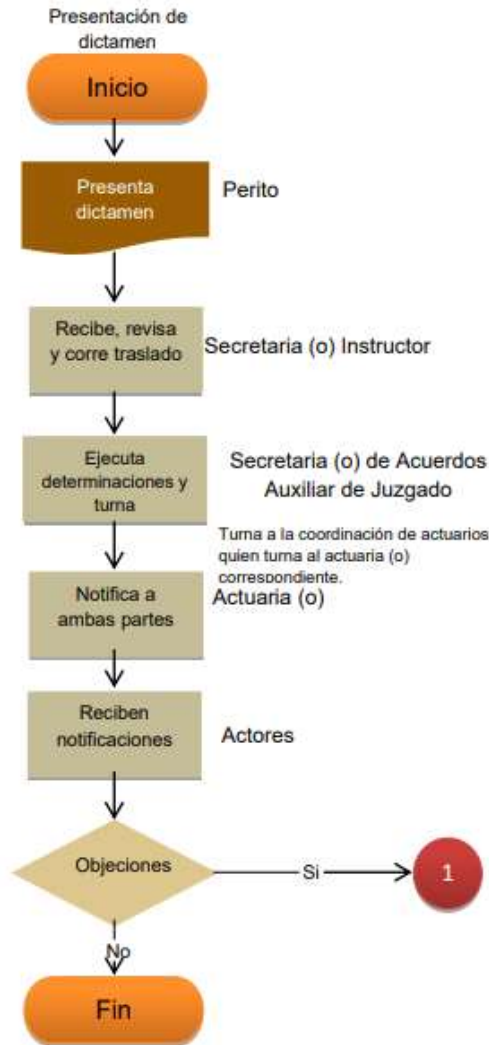 Presentación de
dictamen
Inicio
Presenta
dictamen
Perito
Recibe, revisa
y corre traslado
Secretaria (o) Instructor
Ejecuta
determinaciones y
turna
Secretaria (o) de Acuerdos
Auxiliar de Juzgado
Turna a la coordinación de actuarios
quien turna al actuaria (o)
correspondiente.
Notifica a
ambas partes
Actuaria (o)
Reciben
notificaciones
Actores
Objeciones
Si
1
No
Fin